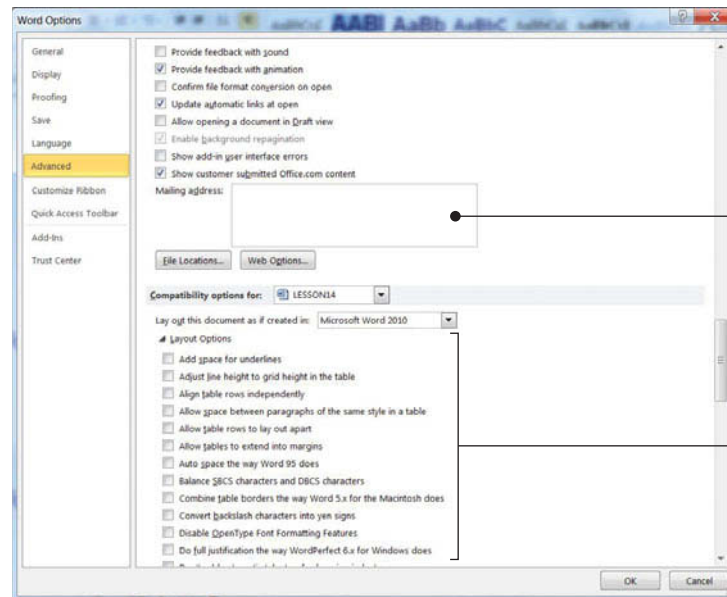 Word Options
AABI AaBb AaBbC
General
Display
Proofing
Save
Language
Advanced
Customize Ribbon
Quick Access Toolbar
Add-Ins
Trust Center
Provide feedback with sound
Provide feedback with animation
Confirm file format conversion on open
Update automatic links at open
Allow opening a document in Draft view
Enable background repagination
Show add-in user interface errors
Show customer submitted Office.com content
Mailing address:
File Locations... Web Options...
Compatibility options for: LESSON14
Lay out this document as if created in: Microsoft Word 2010
Layout Options
Add space for underlines
Adjust line height to grid height in the table
Align table rows independently
Allow space between paragraphs of the same style in a table
Allow table rows to lay out apart
Allow tables to extend into margins
Auto space the way Word 95 does
Balance SBCS characters and DBCS characters
Combine table borders the way Word 5.x for the Macintosh does
Convert backslash characters into yen signs
Disable OpenType Font Formatting Features
Do full justification the way WordPerfect 6.x for Windows does
OK Cancel